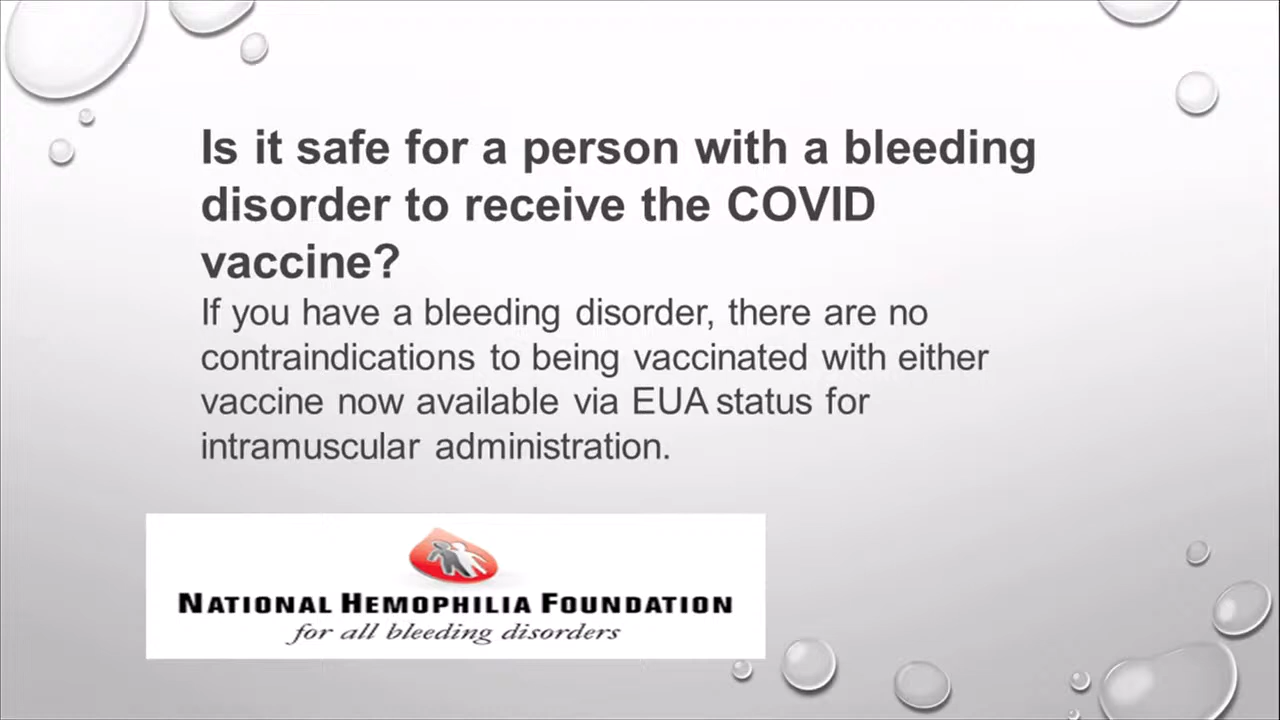 Is it safe for a person with a bleeding
disorder to receive the COVID
vaccine?
If you have a bleeding disorder, there are no
contraindications to being vaccinated with either
vaccine now available via EUA status for
intramuscular administration.
NATIONAL HEMOPHILIA FOUNDATION
for all bleeding disorders